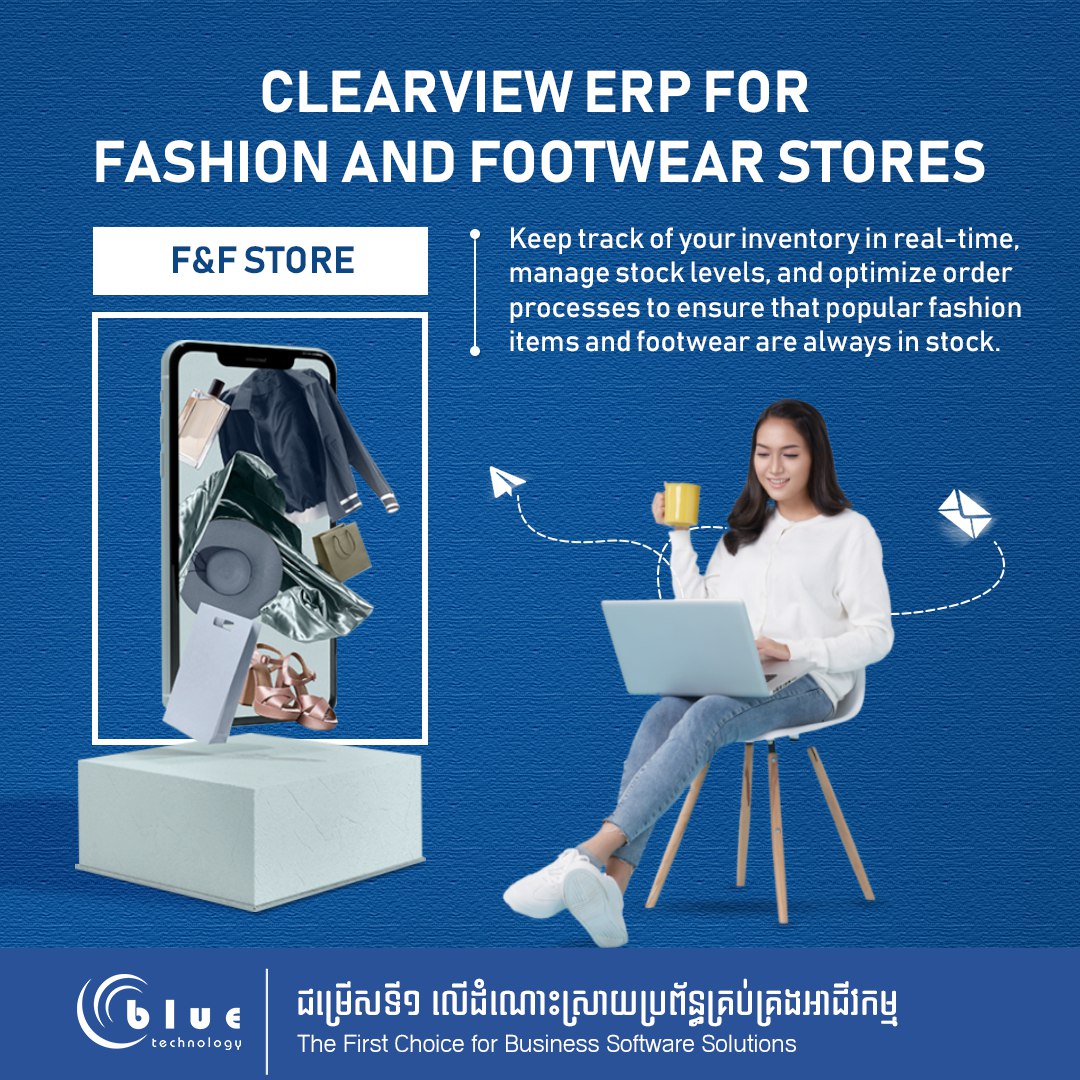 CLEARVIEW ERP FOR
FASHION AND FOOTWEAR STORES
F&F STORE
Keep track of your inventory in real-time,
manage stock levels, and optimize order
processes to ensure that popular fashion
items and footwear are always in stock.
blue
technology
ជម្រើសទី១ លើដំណោះស្រាយប្រព័ន្ធគ្រប់គ្រងអាជីវកម្ម
The First Choice for Business Software Solutions